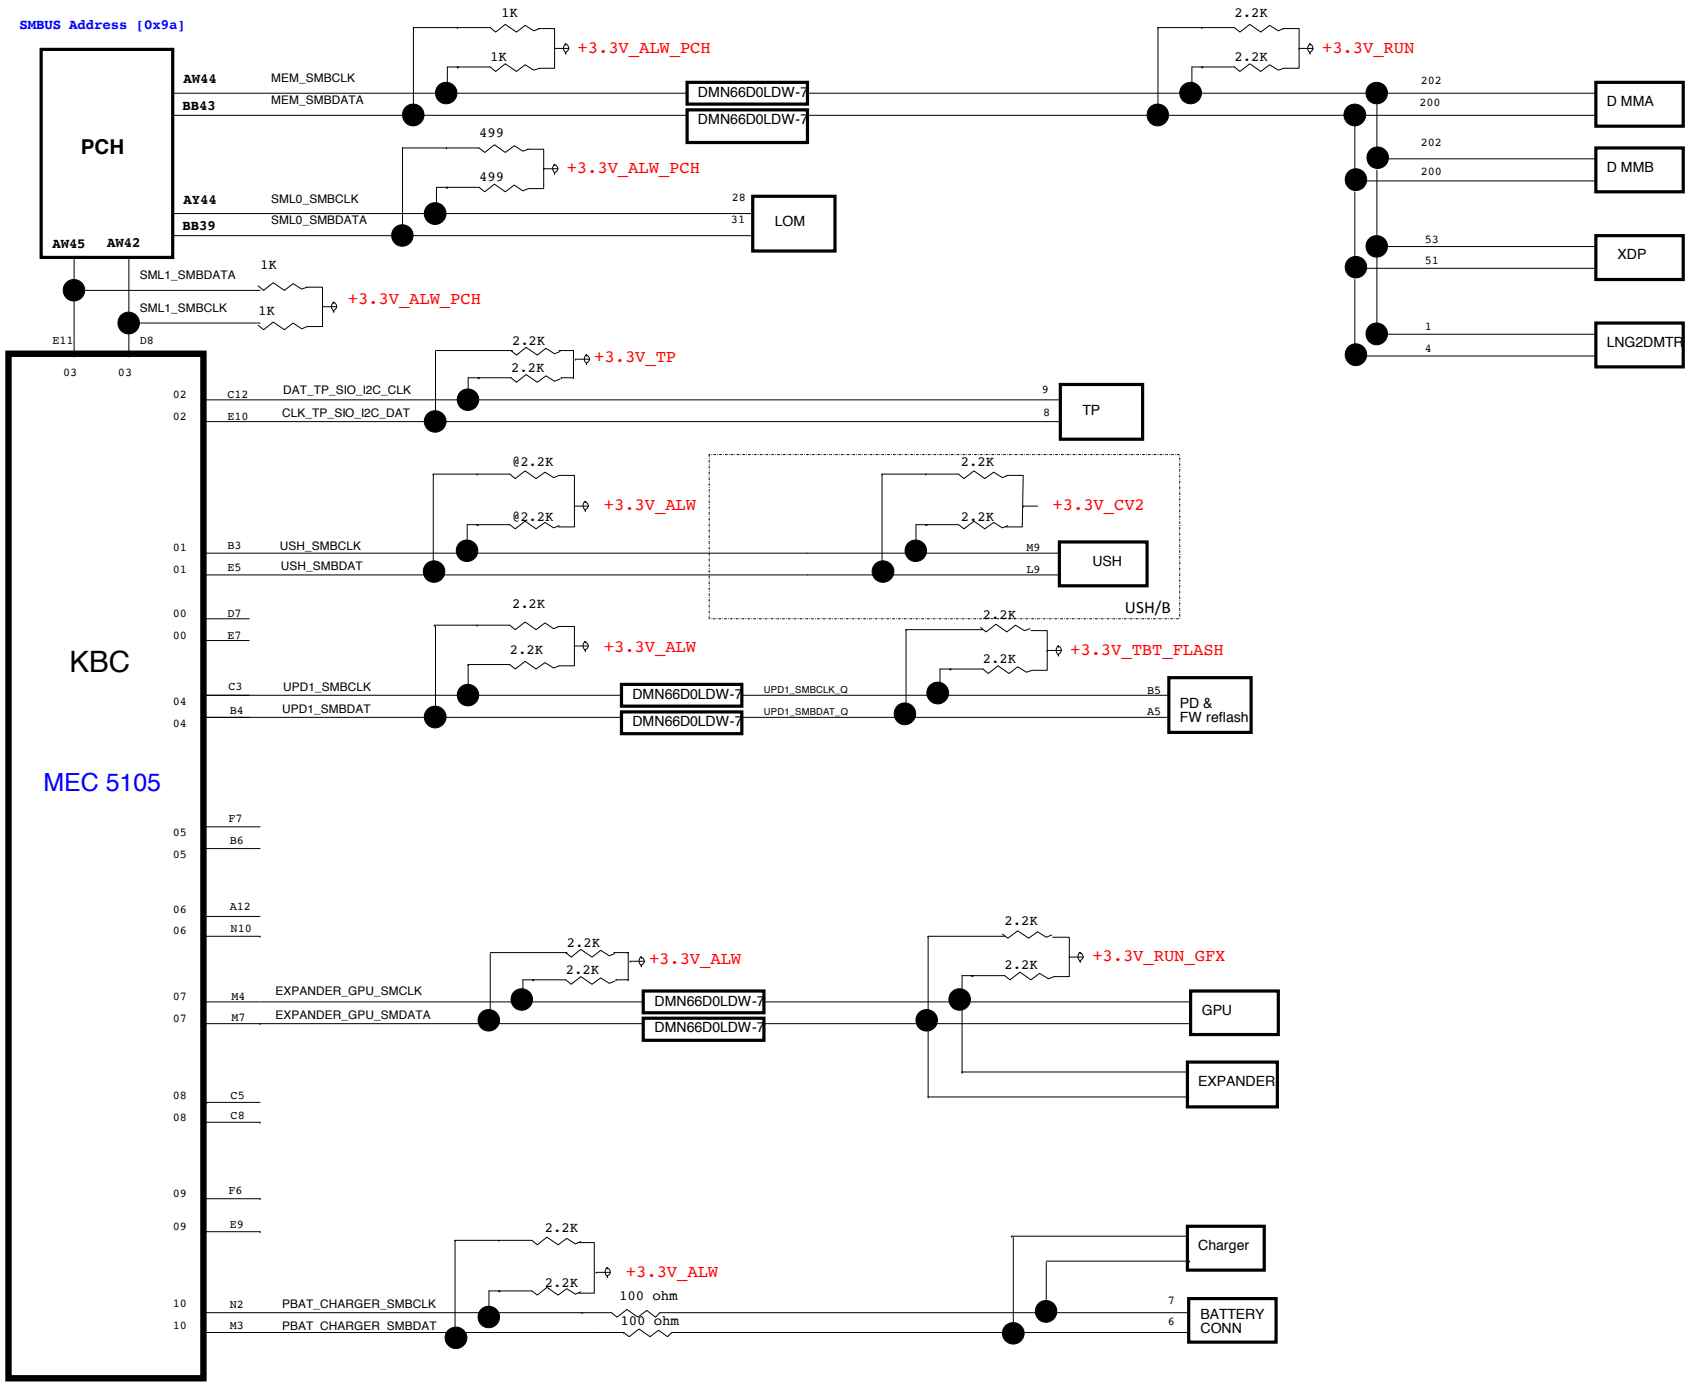 SMBUS Address [0x9a]
1K
2.2K
+3.3V_ALW_PCH
+3.3V_RUN
1K
2.2K
AW44
MEM_SMBCLK
DMN66D0LDW-7
202
BB43
MEM_SMBDATA
DMN66D0LDW-7
200
D MMA
PCH
499
+3.3V_ALW_PCH
499
202
200
D MMB
AY44
SML0_SMBCLK
28
BB39
SML0_SMBDATA
31
LOM
AW45
AW42
53
51
XDP
SML1_SMBDATA
1K
+3.3V_ALW_PCH
SML1_SMBCLK
1K
1
4
LNG2DMTR
E11
D8
03
03
2.2K
+3.3V_TP
2.2K
02
C12
DAT_TP_SIO_I2C_CLK
9
02
E10
CLK_TP_SIO_I2C_DAT
8
TP
@2.2K
2.2K
+3.3V_ALW
+3.3V_CV2
@2.2K
2.2K
01
B3
USH_SMBCLK
M9
01
E5
USH_SMBDAT
L9
USH
USH/B
00
D7
00
E7
2.2K
2.2K
+3.3V_ALW
+3.3V_TBT_FLASH
2.2K
2.2K
KBC
04
C3
UPD1_SMBCLK
DMN66D0LDW-7
UPD1_SMBCLK_Q
B5
04
B4
UPD1_SMBDAT
DMN66D0LDW-7
UPD1_SMBDAT_Q
A5
PD &
FW reflash
MEC 5105
05
F7
05
B6
06
A12
06
N10
2.2K
2.2K
+3.3V_ALW
+3.3V_RUN_GFX
2.2K
2.2K
07
M4
EXPANDER_GPU_SMCLK
DMN66D0LDW-7
07
M7
EXPANDER_GPU_SMDATA
DMN66D0LDW-7
GPU
EXPANDER
08
C5
08
C8
09
F6
09
E9
2.2K
+3.3V_ALW
2.2K
Charger
10
N2
PBAT_CHARGER_SMBCLK
100 ohm
7
10
M3
PBAT CHARGER SMBDAT
100 ohm
6
BATTERY
CONN